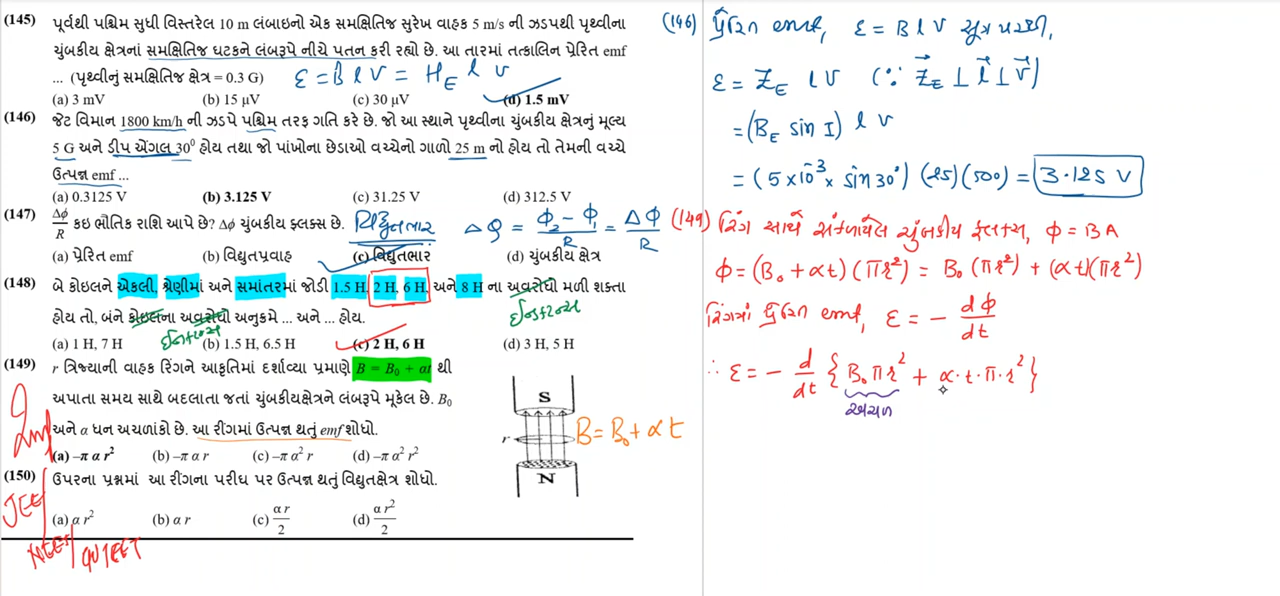 (145) પૂર્વથી પશ્ચિમ સુધી વિસ્તરેલ 10 m લંબાઇનો એક સમક્ષિતિજ સુરેખ વાહક 5 m/s ની ઝડપથી પૃથ્વીના
ચુંબકીય ક્ષેત્રનાં સમક્ષિતિજ ઘટકને લંબરૂપે નીચે પતન કરી રહ્યો છે. આ તારમાં તત્કાલિન પ્રેરિત emf
... (પૃથ્વીનું સમક્ષિતિજ ક્ષેત્ર = 0.3 G) ε = B l v = H_E l v
(a) 3 mV (b) 15 μV (c) 30 μV (d) 1.5 mV
(146) જેટ વિમાન 1800 km/h ની ઝડપે પશ્ચિમ તરફ ગતિ કરે છે. જો આ સ્થાને પૃથ્વીના ચુંબકીય ક્ષેત્રનું મૂલ્ય
5 G અને ડીપ એંગલ 30⁰ હોય તથા જો પાંખોના છેડાઓ વચ્ચેનો ગાળો 25 m નો હોય તો તેમની વચ્ચે
ઉત્પન્ન emf ...
(a) 0.3125 V (b) 3.125 V (c) 31.25 V (d) 312.5 V
(147) Δϕ/R કઇ ભૌતિક રાશિ આપે છે? Δϕ ચુંબકીય ફ્લક્સ છે. વિદ્યુતભાર ΔQ = (ϕ₂ − ϕ₁)/R = Δϕ/R
(a) પ્રેરિત emf (b) વિદ્યુતપ્રવાહ (c) વિદ્યુતભાર (d) ચુંબકીય ક્ષેત્ર
(148) બે કોઇલને એકલી, શ્રેણીમાં અને સમાંતરમાં જોડી 1.5 H, 2 H, 6 H, અને 8 H ના અવરોધો મળી શકતા
હોય તો, બંને કોઇલના અવરોધો અનુક્રમે ... અને ... હોય.
ઈન્ડક્ટન્સ
(a) 1 H, 7 H (b) 1.5 H, 6.5 H (c) 2 H, 6 H (d) 3 H, 5 H
(149) r ત્રિજ્યાની વાહક રિંગને આકૃતિમાં દર્શાવ્યા પ્રમાણે B = B₀ + αt થી
અપાતા સમય સાથે બદલાતા જતાં ચુંબકીયક્ષેત્રને લંબરૂપે મૂકેલ છે. B₀
અને α ધન અચળાંકો છે. આ રીંગમાં ઉત્પન્ન થતું emf શોધો.
(a) –π α r² (b) –π α r (c) –π α² r (d) –π α² r²
(150) ઉપરના પ્રશ્નમાં આ રીંગના પરીઘ પર ઉત્પન્ન થતું વિદ્યુતક્ષેત્ર શોધો.
(a) α r² (b) α r (c) αr/2 (d) αr²/2
Imp
JEE/
NEET/
GUJCET
S
r
N
B = B₀ + αt
(146) પ્રેરિત emf, ε = B l v સૂત્ર પરથી,
ε = Z_E l v (∵ Z⃗_E ⊥ l⃗ ⊥ v⃗)
= (B_E sin I) l v
= (5 × 10⁻³ × sin 30°) (25) (500) = 3.125 V
(149) રિંગ સાથે સંકળાયેલ ચુંબકીય ફ્લક્સ, ϕ = BA
ϕ = (B₀ + αt) (πr²) = B₀ (πr²) + (αt)(πr²)
રિંગમાં પ્રેરિત emf, ε = − dϕ/dt
∴ ε = − d/dt {B₀πr² + α·t·π·r²}
અચળ